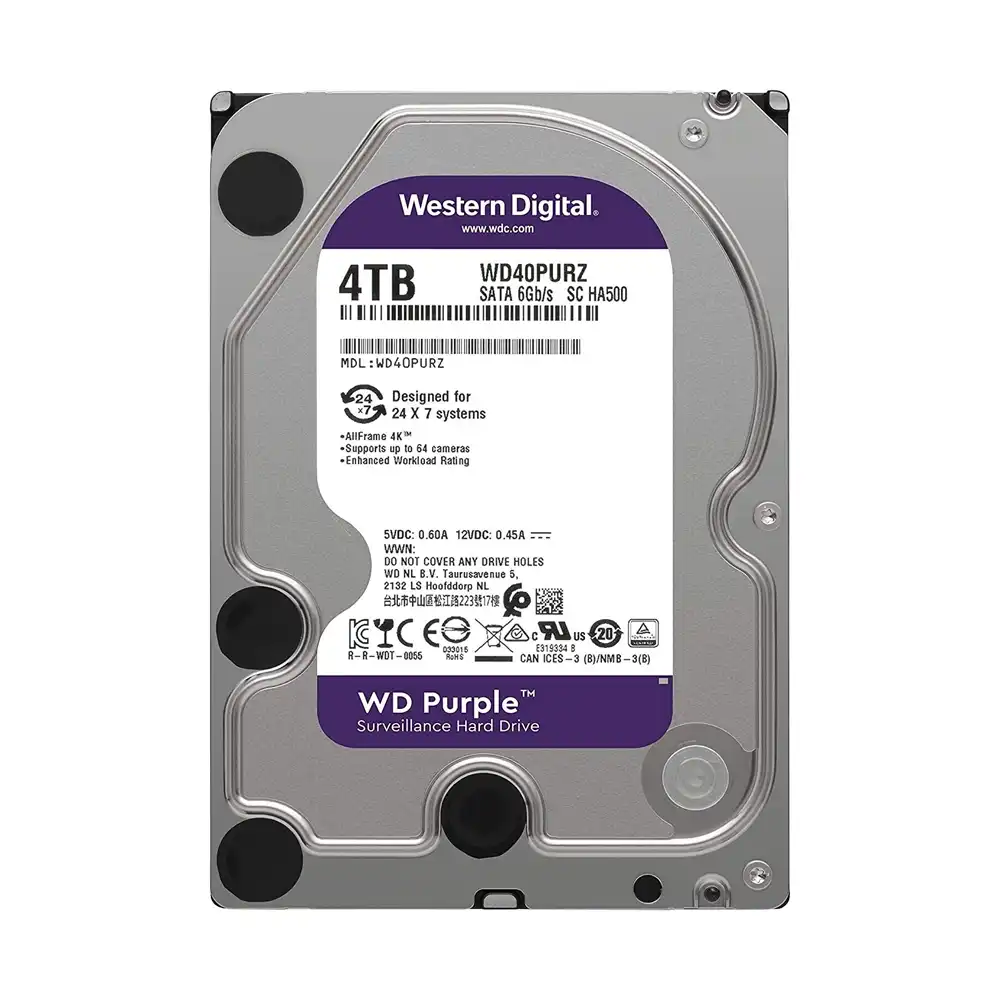 Western Digital®
www.wdc.com
4TB
WD40PURZ
SATA 6Gb/s SC HA500
MDL:WD40PURZ
24
x7
Designed for
24 X 7 systems
•AllFrame 4K™
•Supports up to 64 cameras
•Enhanced Workload Rating
5VDC: 0.60A 12VDC: 0.45A
WWN:
DO NOT COVER ANY DRIVE HOLES
WD NL B.V. Taurusavenue 5,
2132 LS Hoofddorp NL
台北市中山區松江路223號17樓
R-R-WDT-0055
D33015
RoHS
C US
E319334 B
20
CAN ICES-3 (B)/NMB-3(B)
WD Purple™
Surveillance Hard Drive